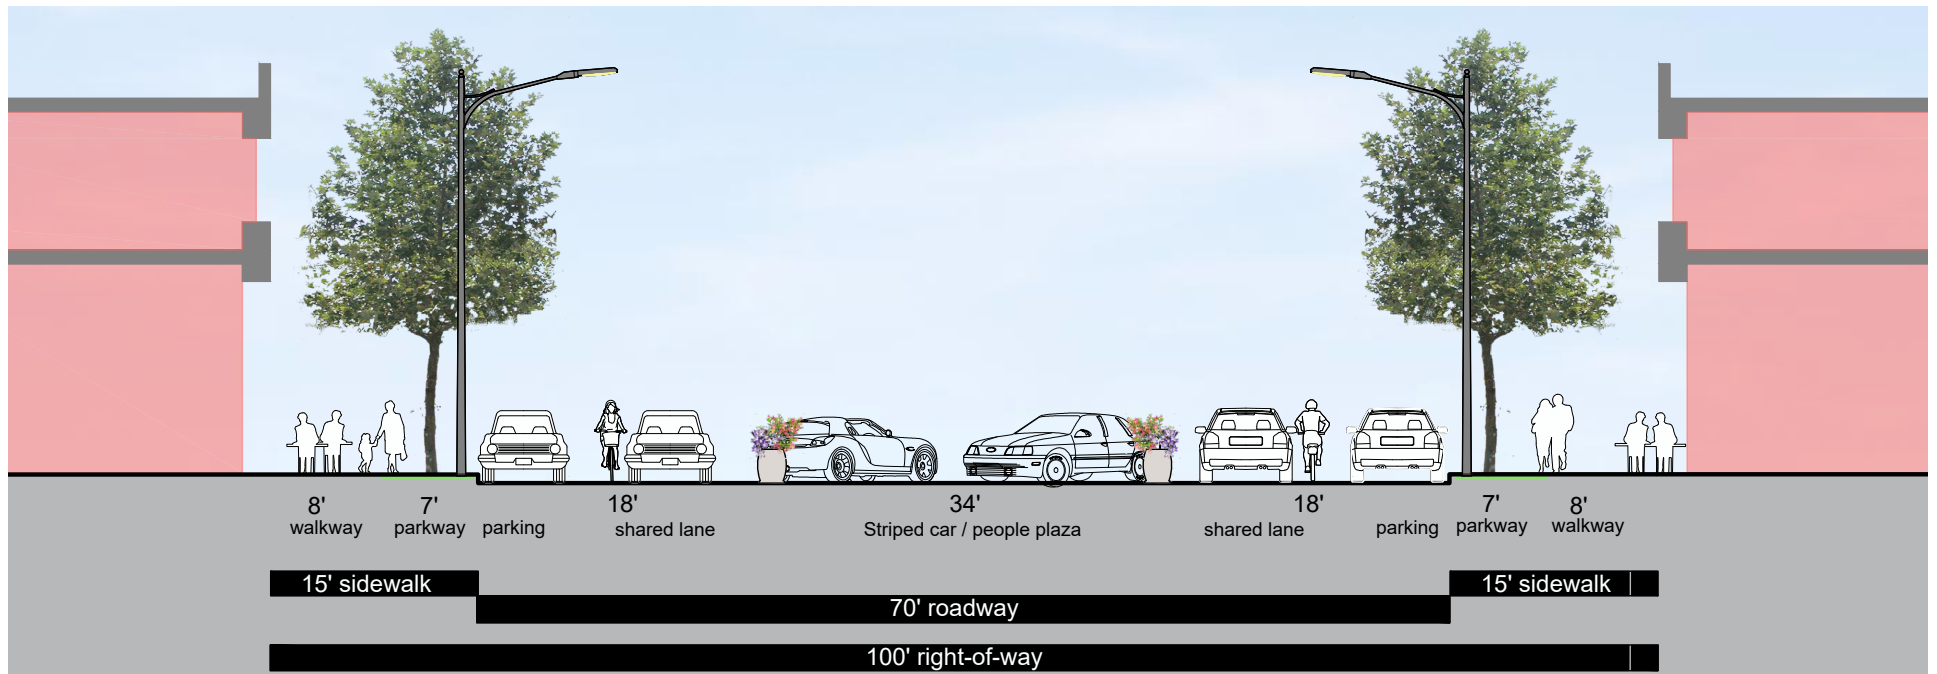 8' 7' 18' 34' 18' 7' 8'
walkway parkway parking shared lane Striped car / people plaza shared lane parking parkway walkway
15' sidewalk 15' sidewalk
70' roadway
100' right-of-way